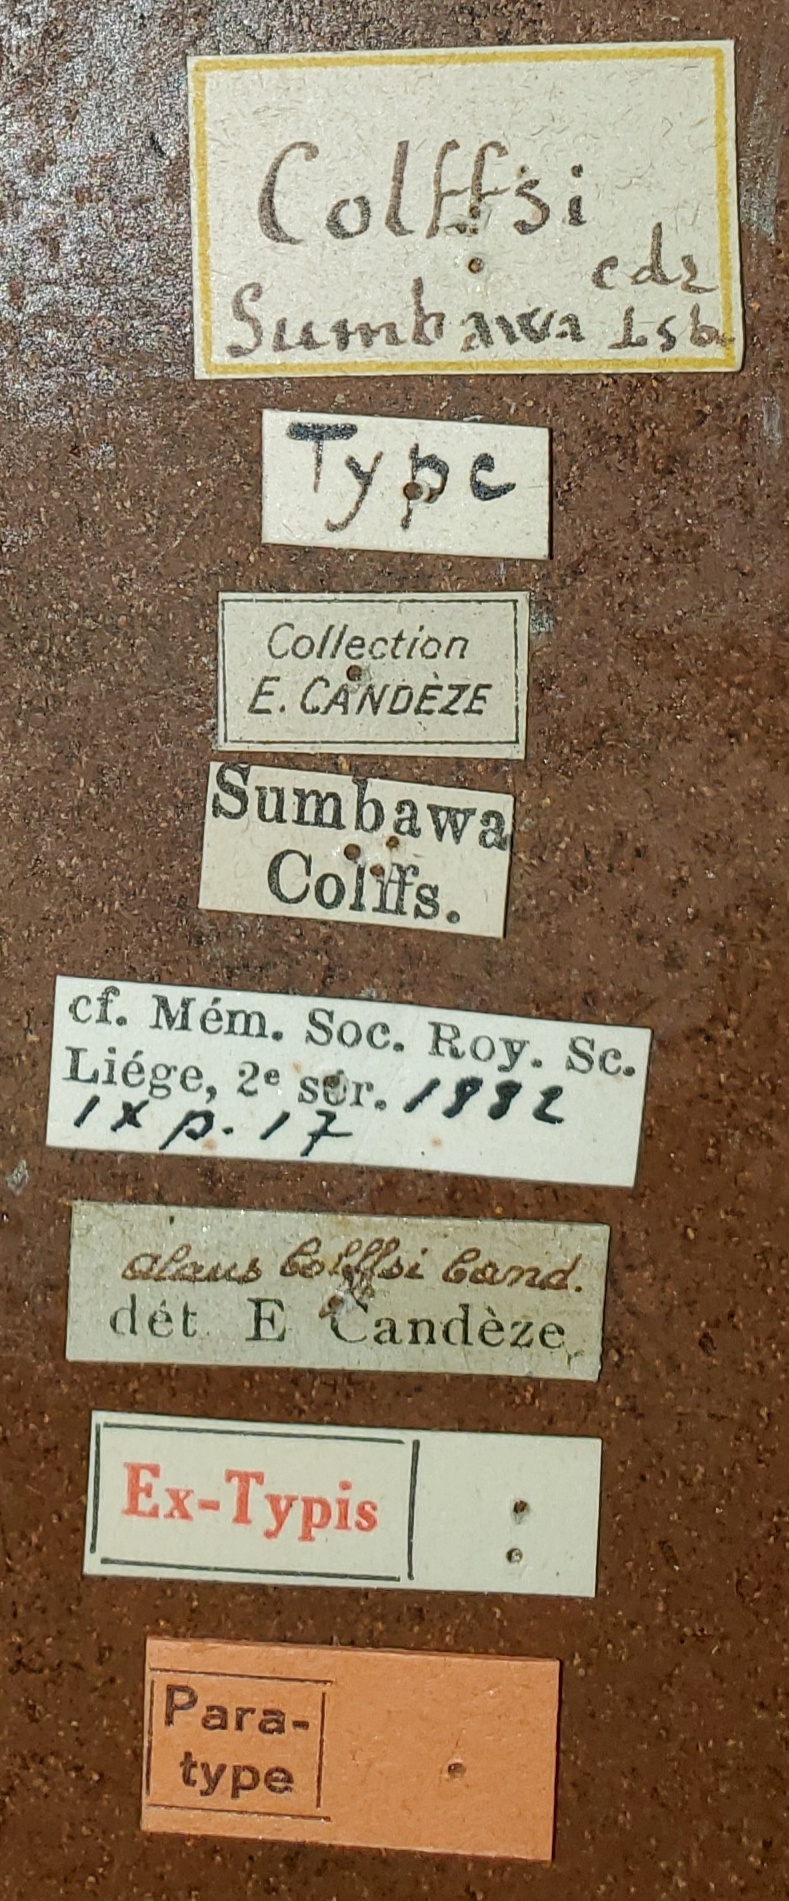 Colffsi
cdz
Sumbawa Isb.
Type
Collection
E. CANDÈZE
Sumbawa
Colffs.
cf. Mém. Soc. Roy. Sc.
Liége, 2e sér. 1882
IX p. 17
alaus Colffsi Cand.
dét E Candèze
Ex-Typis
Para-
type